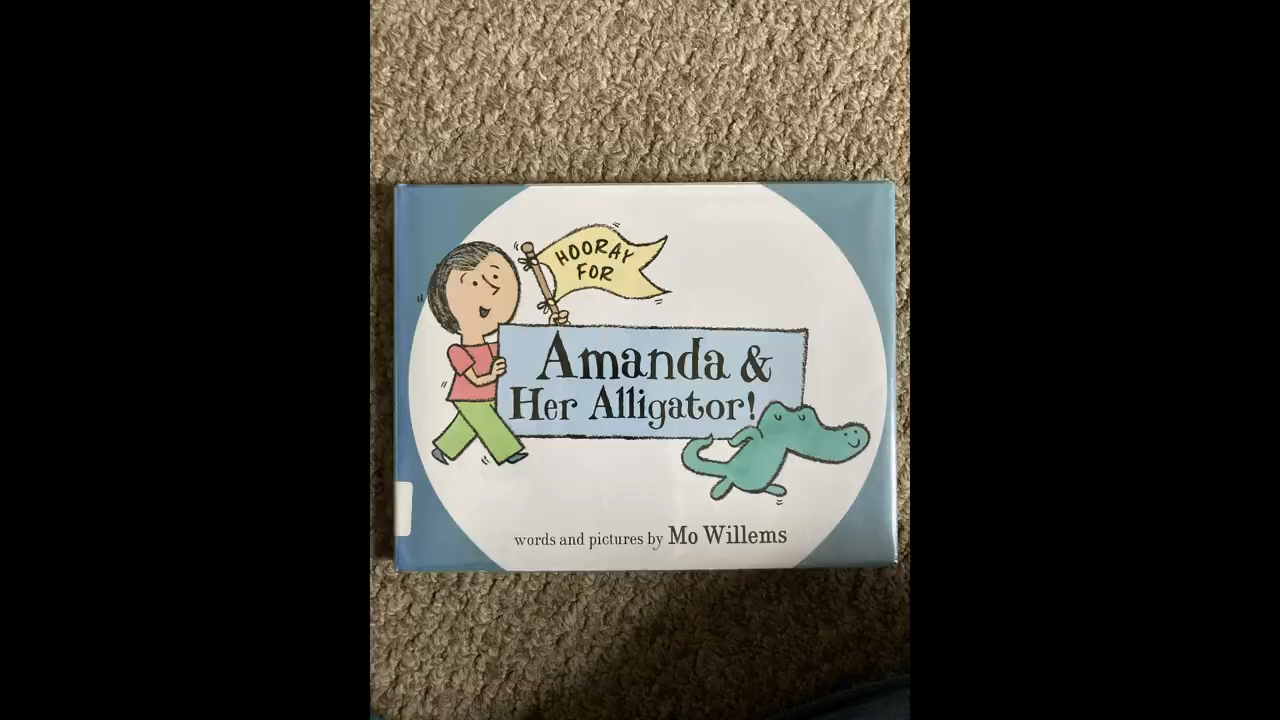 HOORAY
FOR
Amanda &
Her Alligator!
words and pictures by Mo Willems